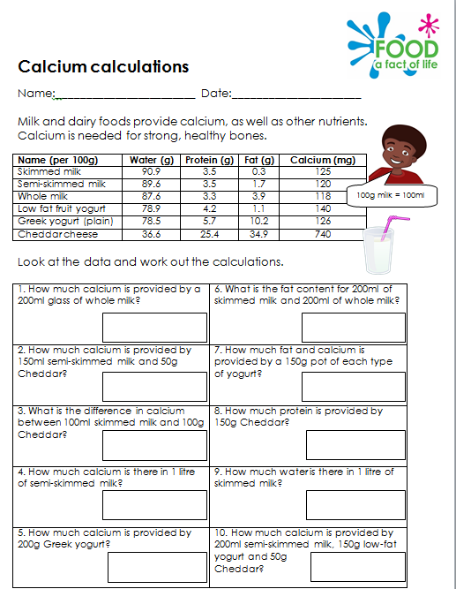 FOOD
a fact of life
Calcium calculations
Name:______________________ Date:____________________
Milk and dairy foods provide calcium, as well as other nutrients.
Calcium is needed for strong, healthy bones.
Name (per 100g) Water (g) Protein (g) Fat (g) Calcium (mg)
Skimmed milk 90.9 3.5 0.3 125
Semi-skimmed milk 89.6 3.5 1.7 120
Whole milk 87.6 3.3 3.9 118
Low fat fruit yogurt 78.9 4.2 1.1 140
Greek yogurt (plain) 78.5 5.7 10.2 126
Cheddar cheese 36.6 25.4 34.9 740
100g milk = 100ml
Look at the data and work out the calculations.
1. How much calcium is provided by a
200ml glass of whole milk?
6. What is the fat content for 200ml of
skimmed milk and 200ml of whole milk?
2. How much calcium is provided by
150ml semi-skimmed milk and 50g
Cheddar?
7. How much fat and calcium is
provided by a 150g pot of each type
of yogurt?
3. What is the difference in calcium
between 100ml skimmed milk and 100g
Cheddar?
8. How much protein is provided by
150g Cheddar?
4. How much calcium is there in 1 litre
of semi-skimmed milk?
9. How much water is there in 1 litre of
skimmed milk?
5. How much calcium is provided by
200g Greek yogurt?
10. How much calcium is provided by
200ml semi-skimmed milk, 150g low-fat
yogurt and 50g
Cheddar?